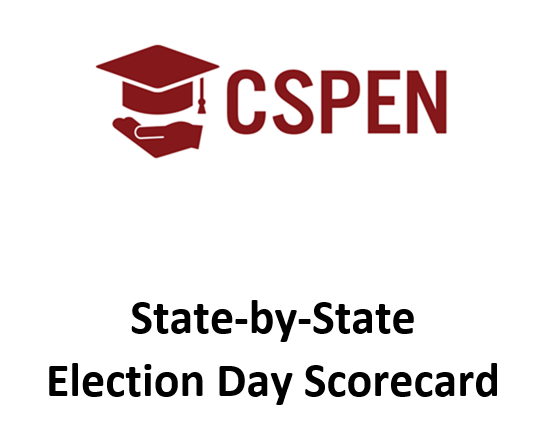 CSPEN
State-by-State
Election Day Scorecard